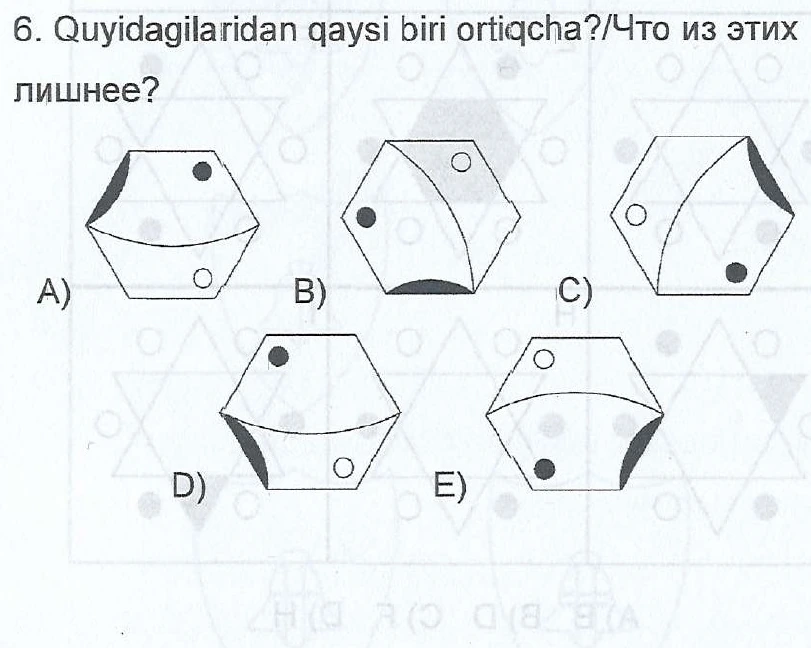 6. Quyidagilaridan qaysi biri ortiqcha?/Что из этих
лишнее?
A) B) C)
D) E)